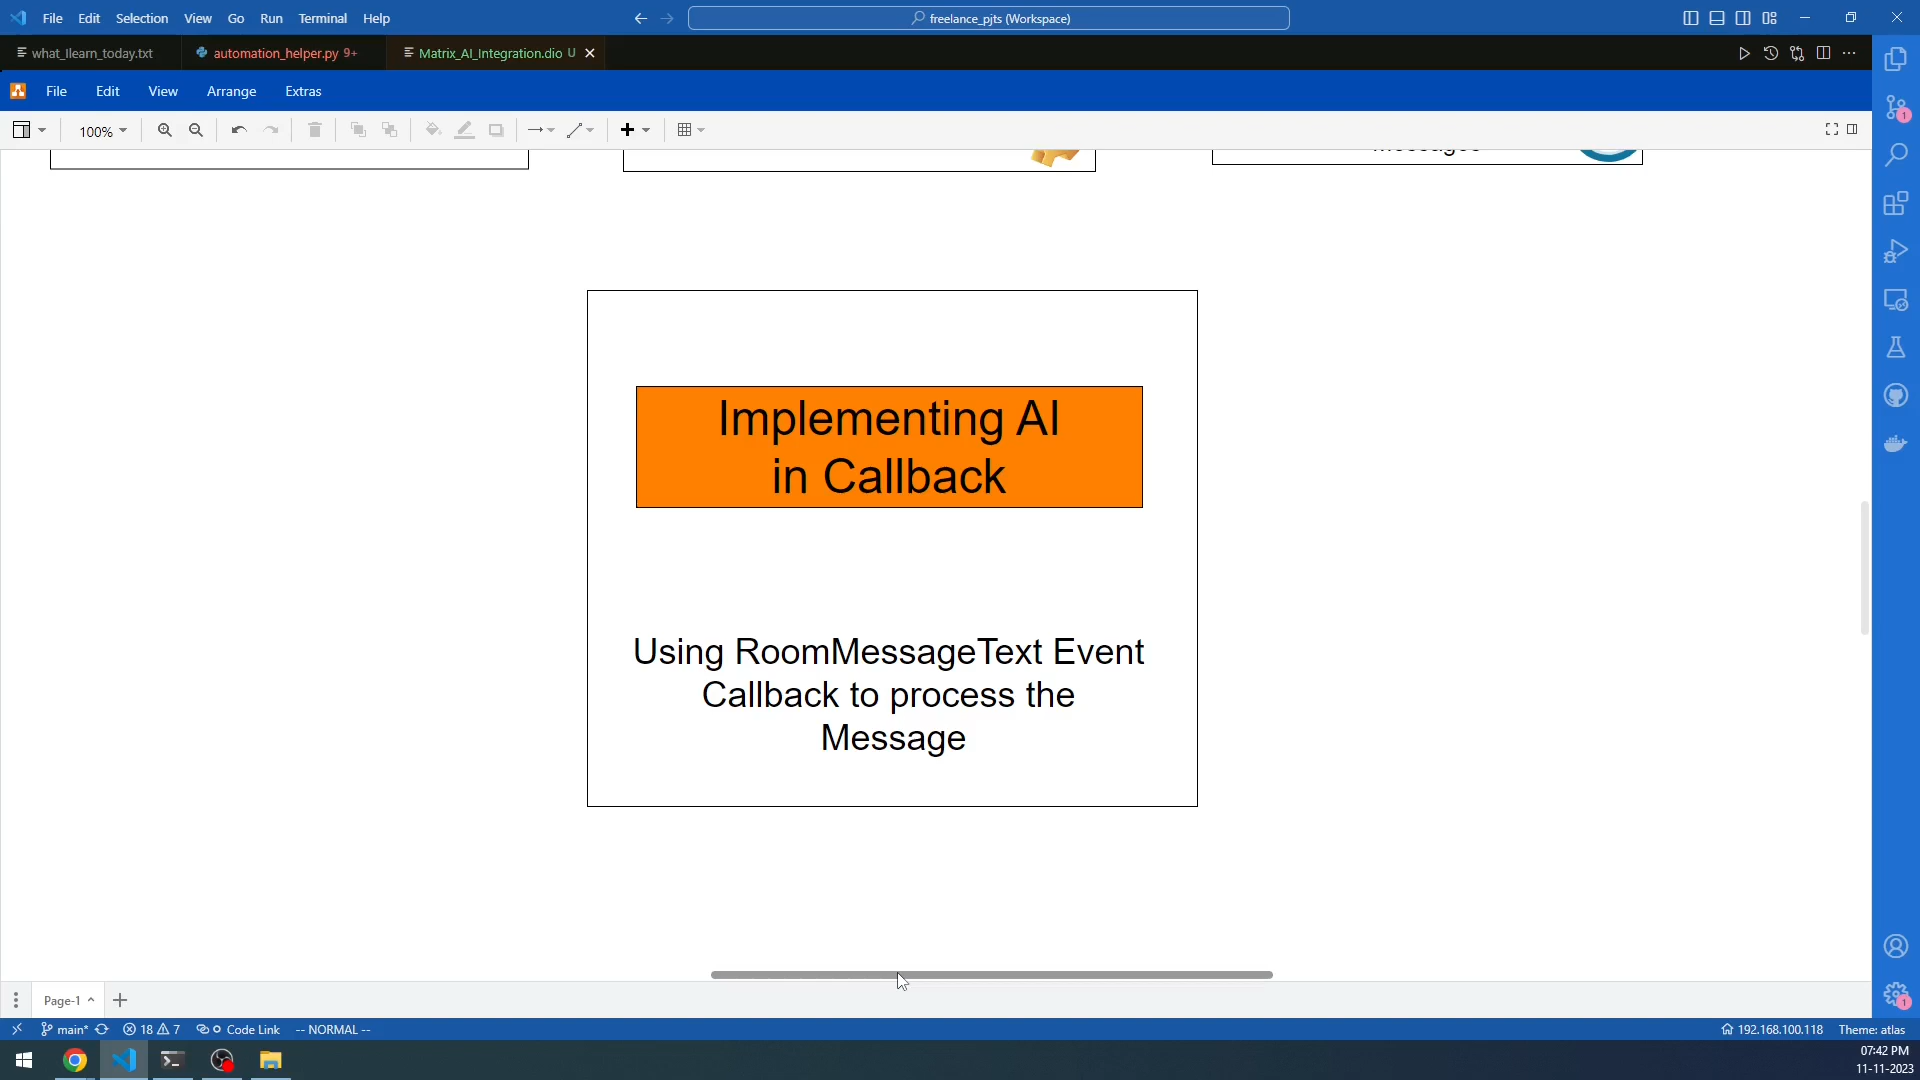 File Edit Selection View Go Run Terminal Help
freelance_pjts (Workspace)
what_Ilearn_today.txt
automation_helper.py 9+
Matrix_AI_Integration.dio U
File Edit View Arrange Extras
100%
Implementing AI
in Callback
Using RoomMessageText Event
Callback to process the
Message
Page-1
main* 18 7 Code Link -- NORMAL --
192.168.100.118 Theme: atlas
1
1
07:42 PM
11-11-2023